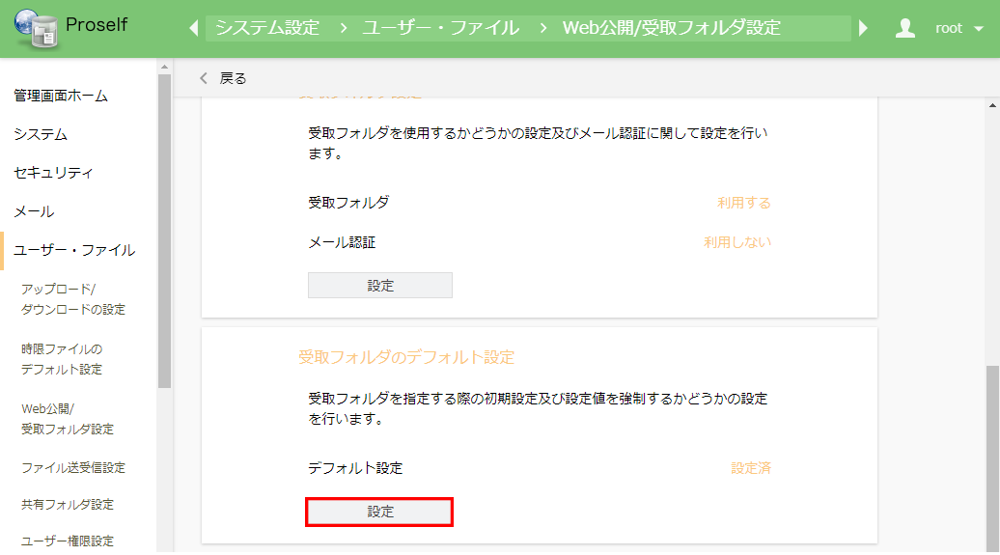 Proself
システム設定 > ユーザー・ファイル > Web公開/受取フォルダ設定
root
戻る
管理画面ホーム
システム
セキュリティ
メール
ユーザー・ファイル
アップロード/
ダウンロードの設定
時限ファイルの
デフォルト設定
Web公開/
受取フォルダ設定
ファイル送受信設定
共有フォルダ設定
ユーザー権限設定
受取フォルダを使用するかどうかの設定及びメール認証に関して設定を行い
ます。
受取フォルダ 利用する
メール認証 利用しない
設定
受取フォルダのデフォルト設定
受取フォルダを指定する際の初期設定及び設定値を強制するかどうかの設定
を行います。
デフォルト設定 設定済
設定